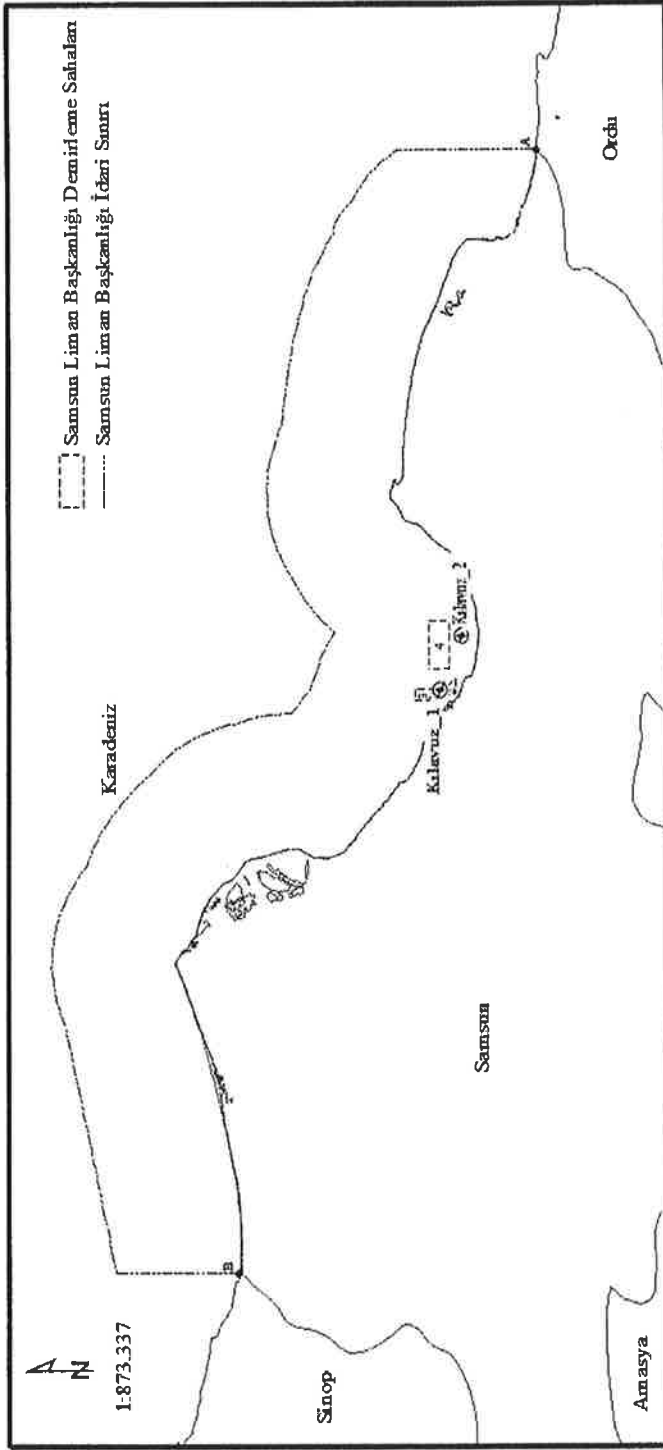 N
1:873.337
Karadeniz
Samsun Liman Başkanlığı Demirleme Sahaları
Samsun Liman Başkanlığı İdari Sınırı
B
A
Sinop
Ordu
4
Kılavuz_1
Kılavuz_2
Samsun
Amasya